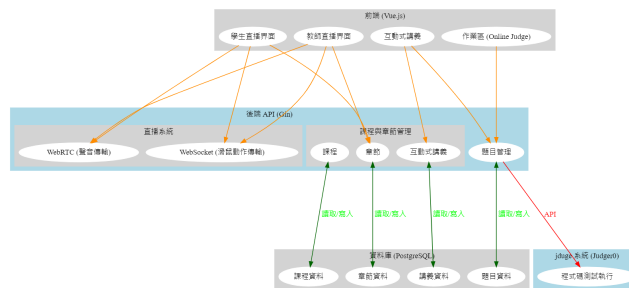 前端 (Vue.js)
學生直播界面
教師直播界面
互動式講義
作業區 (Online Judge)
後端 API (Gin)
直播系統
課程與章節管理
WebRTC (聲音傳輸)
WebSocket (滑鼠動作傳輸)
課程
章節
互動式講義
題目管理
讀取/寫入
讀取/寫入
讀取/寫入
讀取/寫入
API
資料庫 (PostgreSQL)
jduge 系統 (Judger0)
課程資料
章節資料
講義資料
題目資料
程式碼測試執行